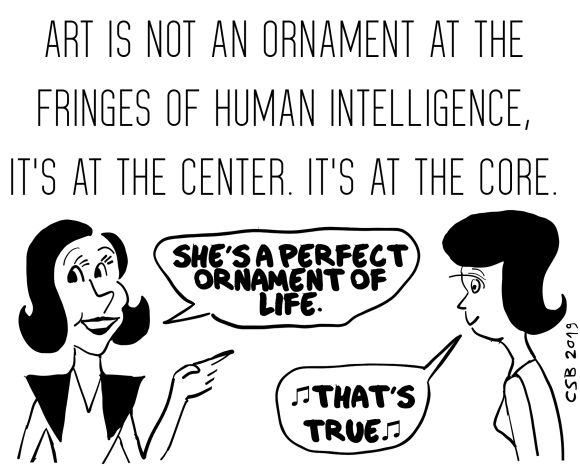 ART IS NOT AN ORNAMENT AT THE
FRINGES OF HUMAN INTELLIGENCE,
IT'S AT THE CENTER. IT'S AT THE CORE.
SHE'S A PERFECT
ORNAMENT OF
LIFE.
♫THAT'S
TRUE♫
CSB 2019